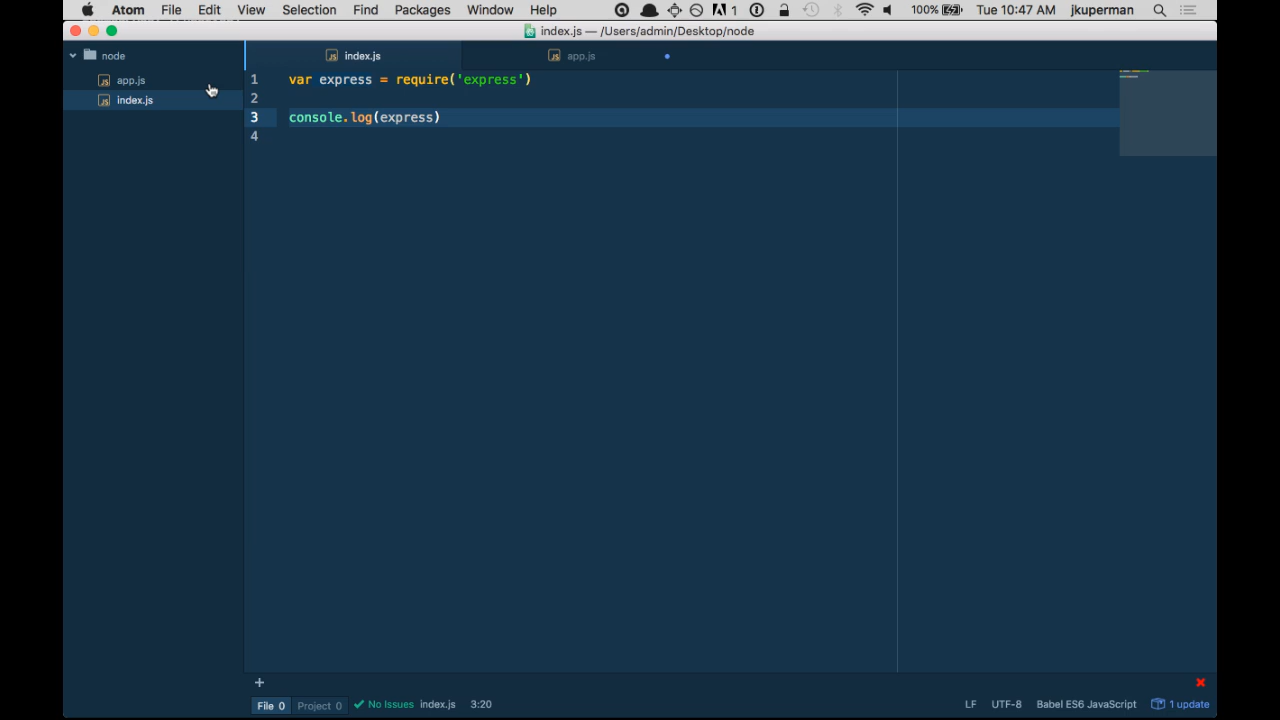 Atom File Edit View Selection Find Packages Window Help 1 100% Tue 10:47 AM jkuperman
index.js — /Users/admin/Desktop/node
node
app.js
index.js
index.js app.js
1 var express = require('express')
2
3 console.log(express)
4
+
File 0 Project 0 No Issues index.js 3:20 LF UTF-8 Babel ES6 JavaScript 1 update